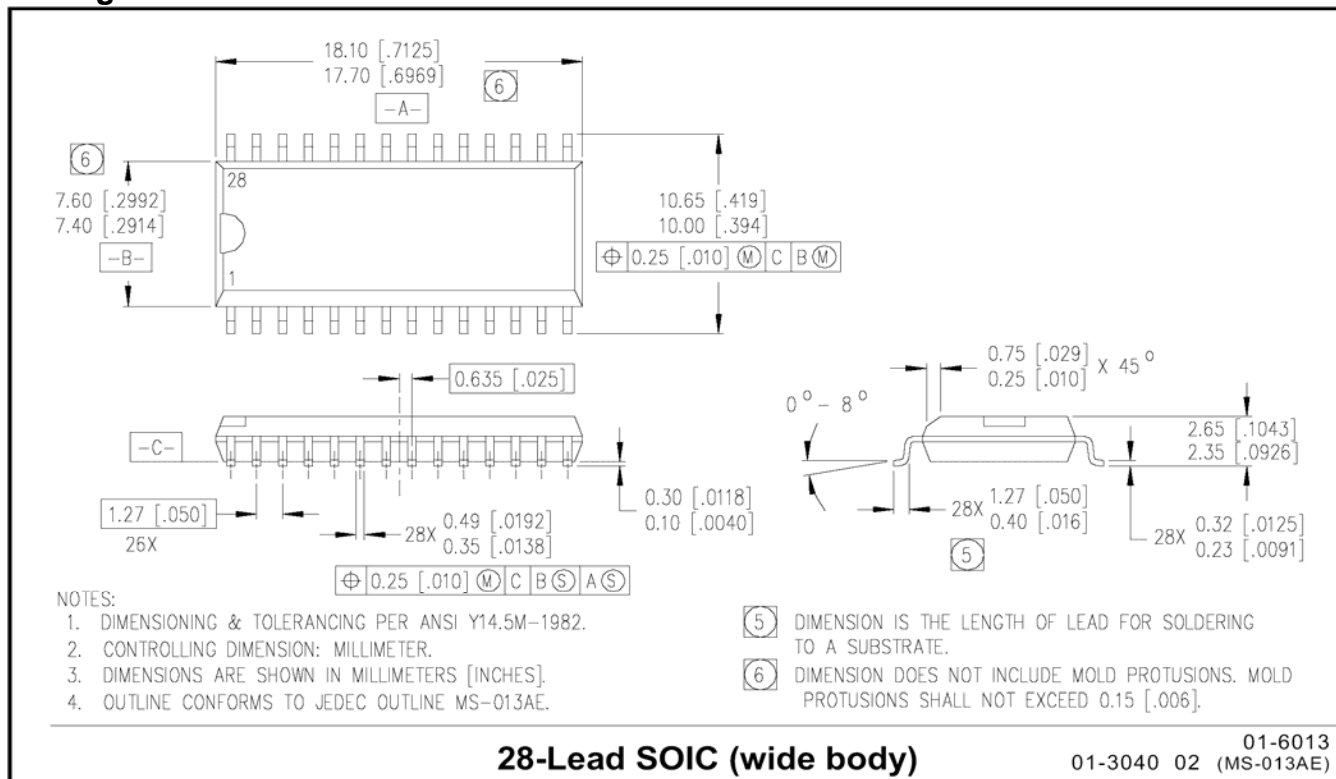 18.10 [.7125]
17.70 [.6969]
6
-A-
6
7.60 [.2992]
7.40 [.2914]
-B-
28
1
10.65 [.419]
10.00 [.394]
⌖ 0.25 [.010] Ⓜ C B Ⓜ
0.635 [.025]
-C-
1.27 [.050]
26X
28X 0.49 [.0192]
0.35 [.0138]
⌖ 0.25 [.010] Ⓜ C B Ⓢ A Ⓢ
0.30 [.0118]
0.10 [.0040]
0.75 [.029]
0.25 [.010] X 45°
0° - 8°
2.65 [.1043]
2.35 [.0926]
28X 1.27 [.050]
0.40 [.016]
5
28X 0.32 [.0125]
0.23 [.0091]
NOTES:
1. DIMENSIONING & TOLERANCING PER ANSI Y14.5M-1982.
2. CONTROLLING DIMENSION: MILLIMETER.
3. DIMENSIONS ARE SHOWN IN MILLIMETERS [INCHES].
4. OUTLINE CONFORMS TO JEDEC OUTLINE MS-013AE.
5 DIMENSION IS THE LENGTH OF LEAD FOR SOLDERING
TO A SUBSTRATE.
6 DIMENSION DOES NOT INCLUDE MOLD PROTUSIONS. MOLD
PROTUSIONS SHALL NOT EXCEED 0.15 [.006].
28-Lead SOIC (wide body)
01-6013
01-3040 02 (MS-013AE)